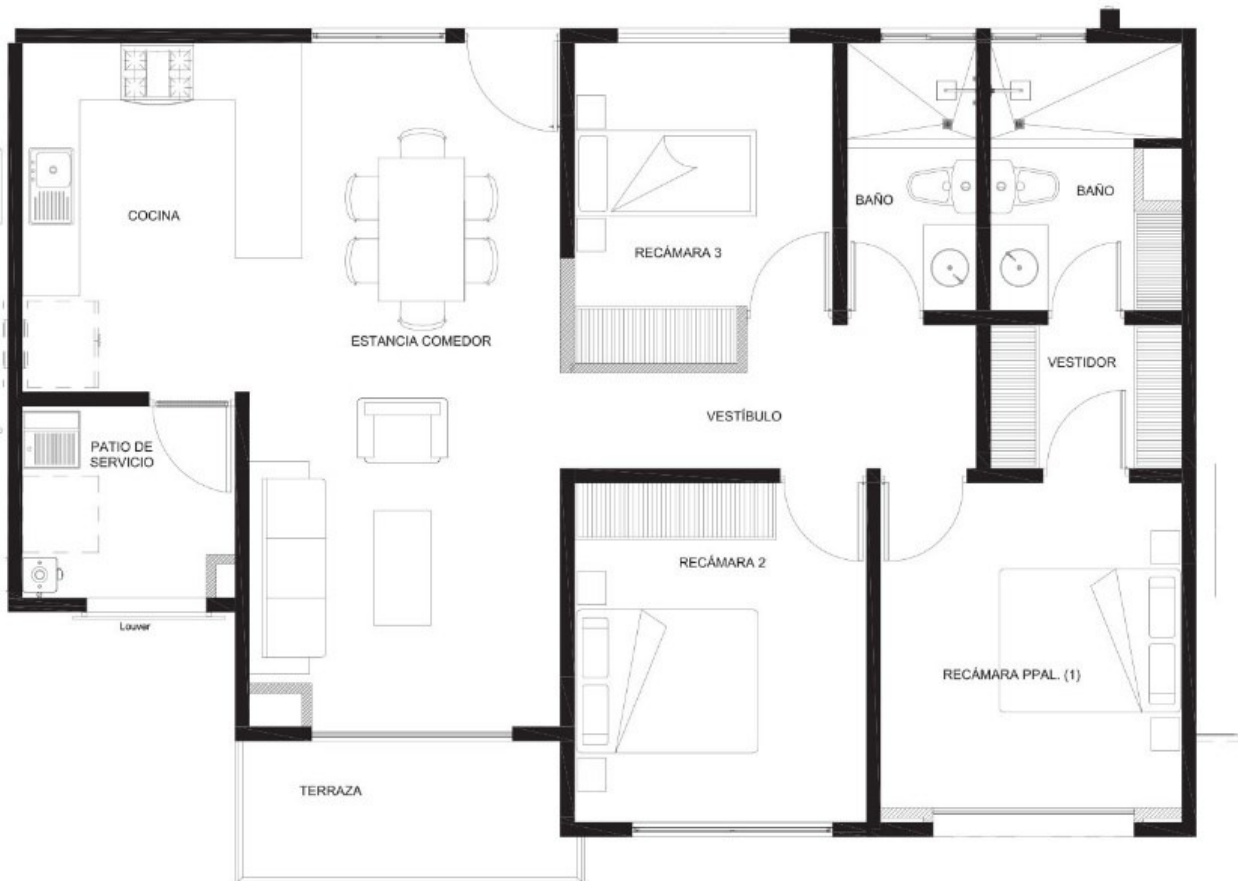 COCINA
BAÑO
BAÑO
RECÁMARA 3
ESTANCIA COMEDOR
VESTIDOR
VESTÍBULO
PATIO DE
SERVICIO
RECÁMARA 2
Louver
RECÁMARA PPAL. (1)
TERRAZA